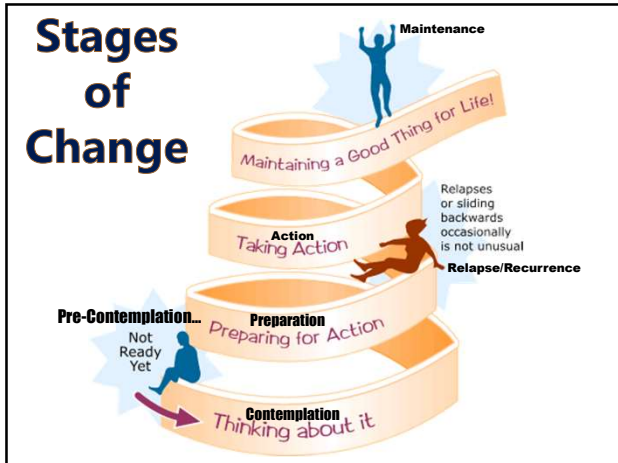 Stages
of
Change
Maintenance
Maintaining a Good Thing for Life!
Relapses
or sliding
backwards
occasionally
is not unusual
Action
Taking Action
Relapse/Recurrence
Pre-Contemplation...
Not
Ready
Yet
Preparation
Preparing for Action
Contemplation
Thinking about it